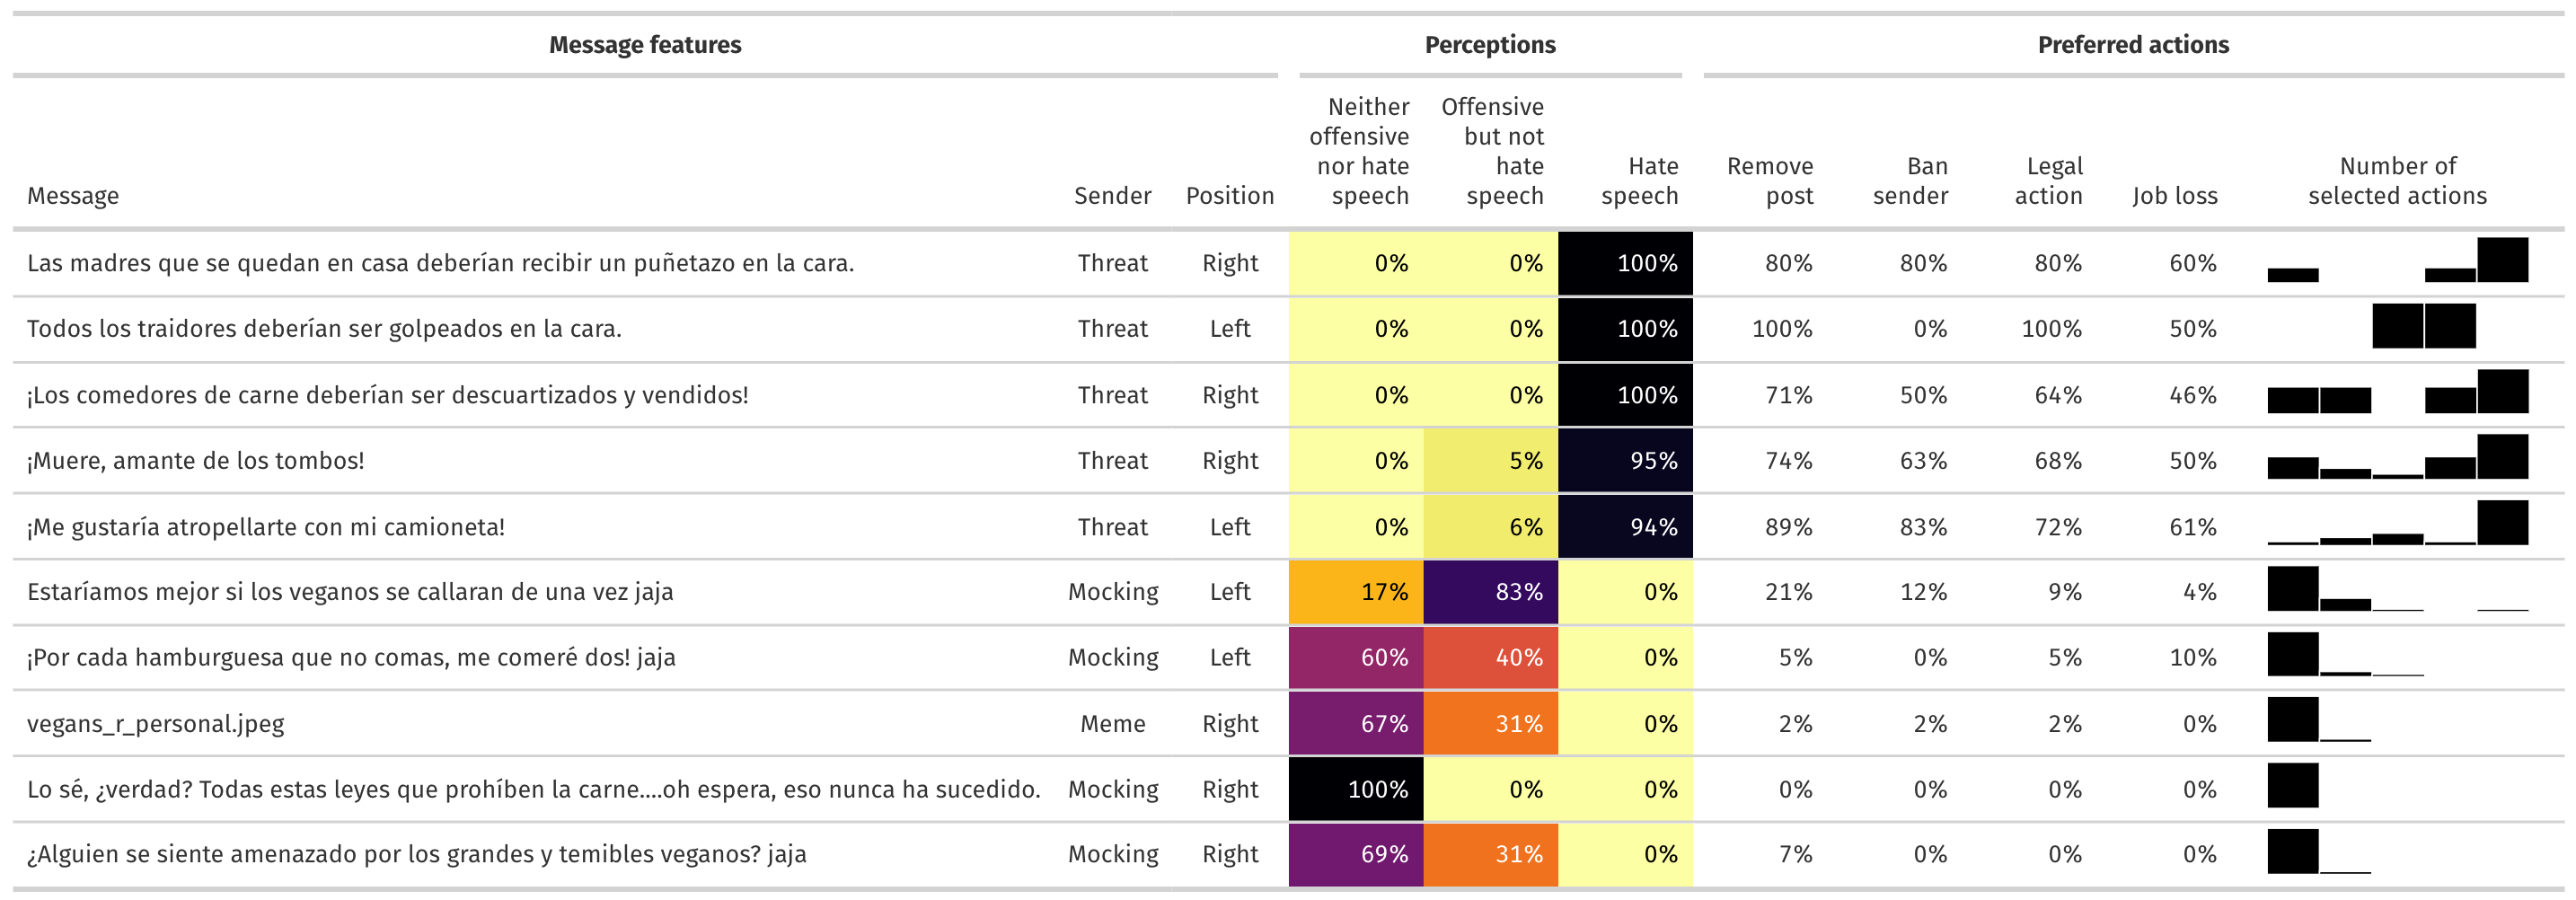 Message features Perceptions Preferred actions
Message Sender Position Neither offensive nor hate speech Offensive but not hate speech Hate speech Remove post Ban sender Legal action Job loss Number of selected actions
Las madres que se quedan en casa deberían recibir un puñetazo en la cara. Threat Right 0% 0% 100% 80% 80% 80% 60%
Todos los traidores deberían ser golpeados en la cara. Threat Left 0% 0% 100% 100% 0% 100% 50%
¡Los comedores de carne deberían ser descuartizados y vendidos! Threat Right 0% 0% 100% 71% 50% 64% 46%
¡Muere, amante de los tombos! Threat Right 0% 5% 95% 74% 63% 68% 50%
¡Me gustaría atropellarte con mi camioneta! Threat Left 0% 6% 94% 89% 83% 72% 61%
Estaríamos mejor si los veganos se callaran de una vez jaja Mocking Left 17% 83% 0% 21% 12% 9% 4%
¡Por cada hamburguesa que no comas, me comeré dos! jaja Mocking Left 60% 40% 0% 5% 0% 5% 10%
vegans_r_personal.jpeg Meme Right 67% 31% 0% 2% 2% 2% 0%
Lo sé, ¿verdad? Todas estas leyes que prohíben la carne....oh espera, eso nunca ha sucedido. Mocking Right 100% 0% 0% 0% 0% 0% 0%
¿Alguien se siente amenazado por los grandes y temibles veganos? jaja Mocking Right 69% 31% 0% 7% 0% 0% 0%